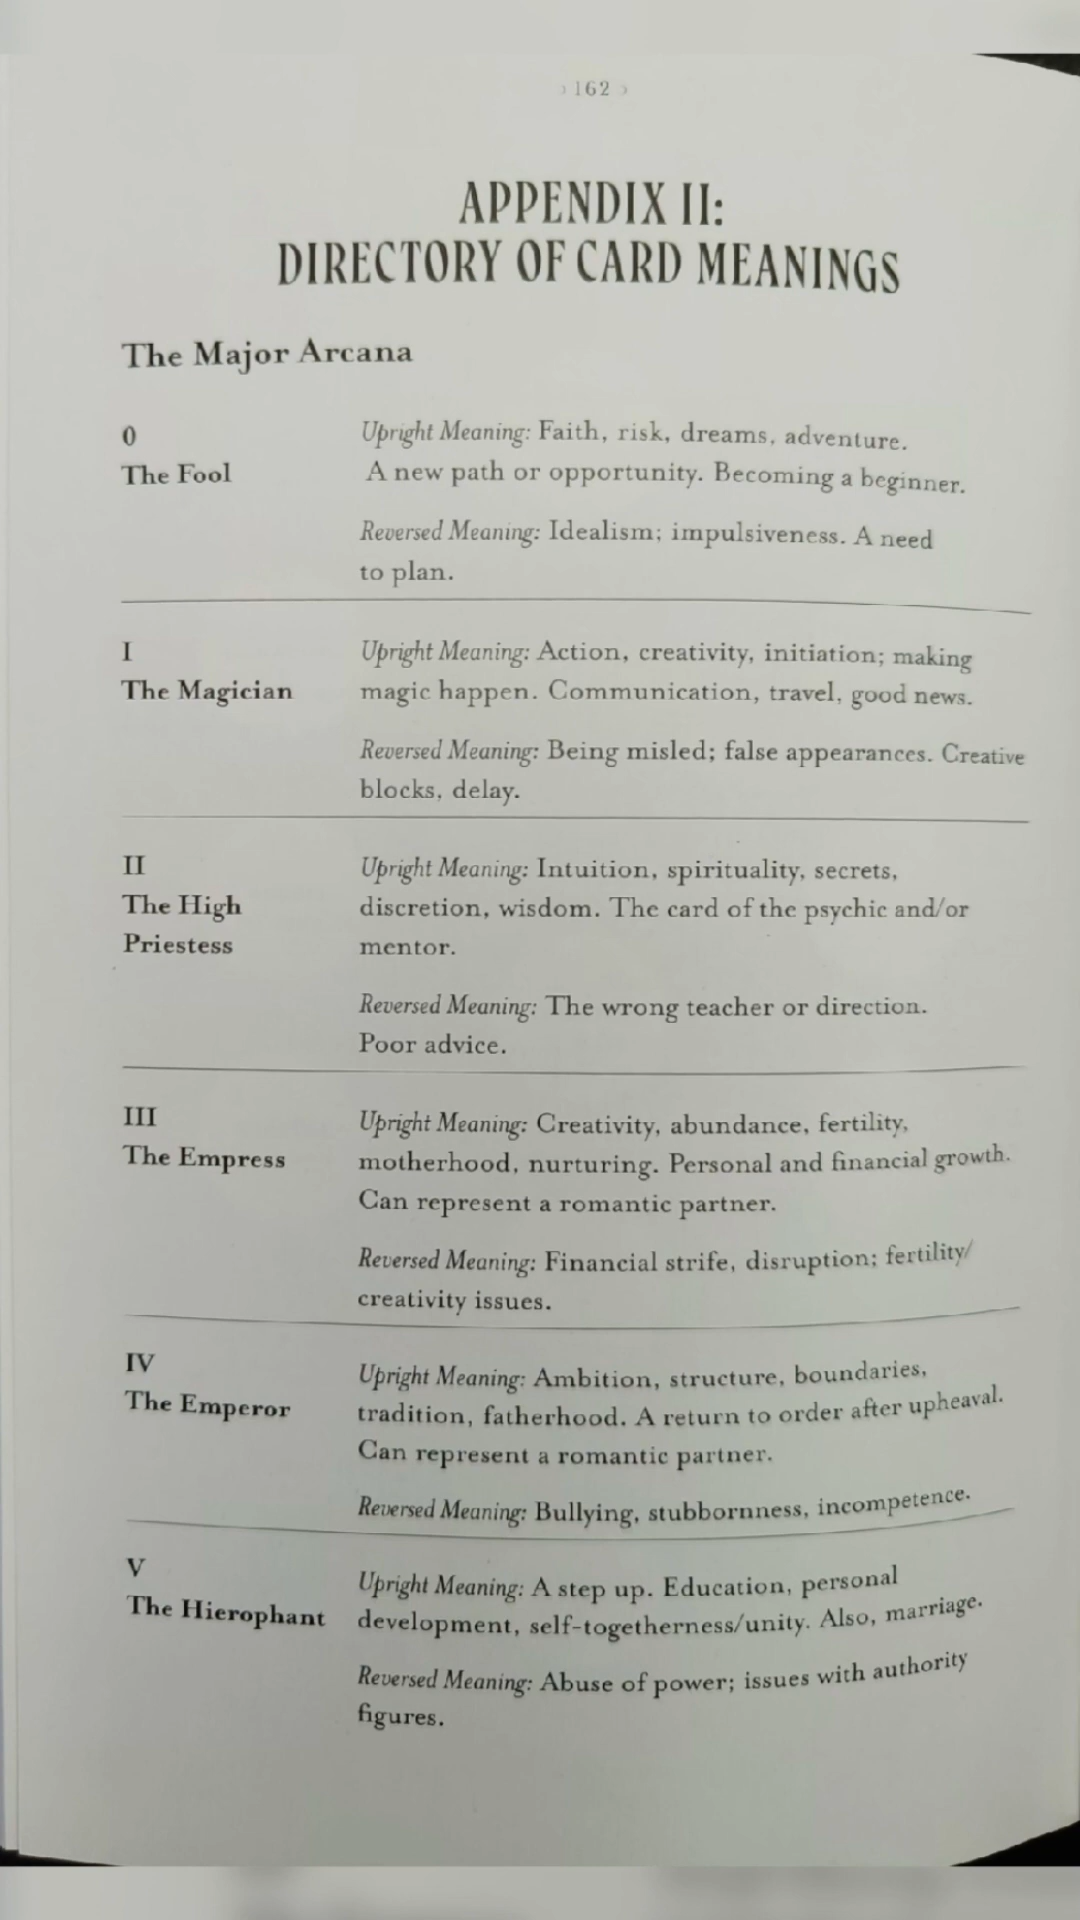 › 162 ›
APPENDIX II:
DIRECTORY OF CARD MEANINGS
The Major Arcana
0
The Fool
Upright Meaning: Faith, risk, dreams, adventure.
A new path or opportunity. Becoming a beginner.
Reversed Meaning: Idealism; impulsiveness. A need
to plan.
I
The Magician
Upright Meaning: Action, creativity, initiation; making
magic happen. Communication, travel, good news.
Reversed Meaning: Being misled; false appearances. Creative
blocks, delay.
II
The High
Priestess
Upright Meaning: Intuition, spirituality, secrets,
discretion, wisdom. The card of the psychic and/or
mentor.
Reversed Meaning: The wrong teacher or direction.
Poor advice.
III
The Empress
Upright Meaning: Creativity, abundance, fertility,
motherhood, nurturing. Personal and financial growth.
Can represent a romantic partner.
Reversed Meaning: Financial strife, disruption; fertility/
creativity issues.
IV
The Emperor
Upright Meaning: Ambition, structure, boundaries,
tradition, fatherhood. A return to order after upheaval.
Can represent a romantic partner.
Reversed Meaning: Bullying, stubbornness, incompetence.
V
The Hierophant
Upright Meaning: A step up. Education, personal
development, self-togetherness/unity. Also, marriage.
Reversed Meaning: Abuse of power; issues with authority
figures.